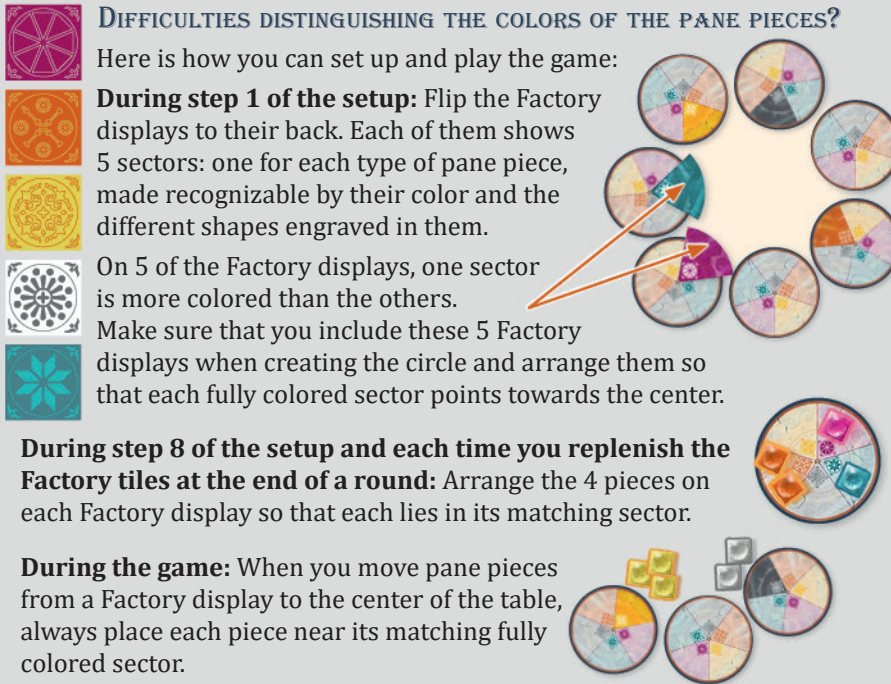 Difficulties distinguishing the colors of the pane pieces?
Here is how you can set up and play the game:
During step 1 of the setup: Flip the Factory
displays to their back. Each of them shows
5 sectors: one for each type of pane piece,
made recognizable by their color and the
different shapes engraved in them.
On 5 of the Factory displays, one sector
is more colored than the others.
Make sure that you include these 5 Factory
displays when creating the circle and arrange them so
that each fully colored sector points towards the center.
During step 8 of the setup and each time you replenish the
Factory tiles at the end of a round: Arrange the 4 pieces on
each Factory display so that each lies in its matching sector.
During the game: When you move pane pieces
from a Factory display to the center of the table,
always place each piece near its matching fully
colored sector.